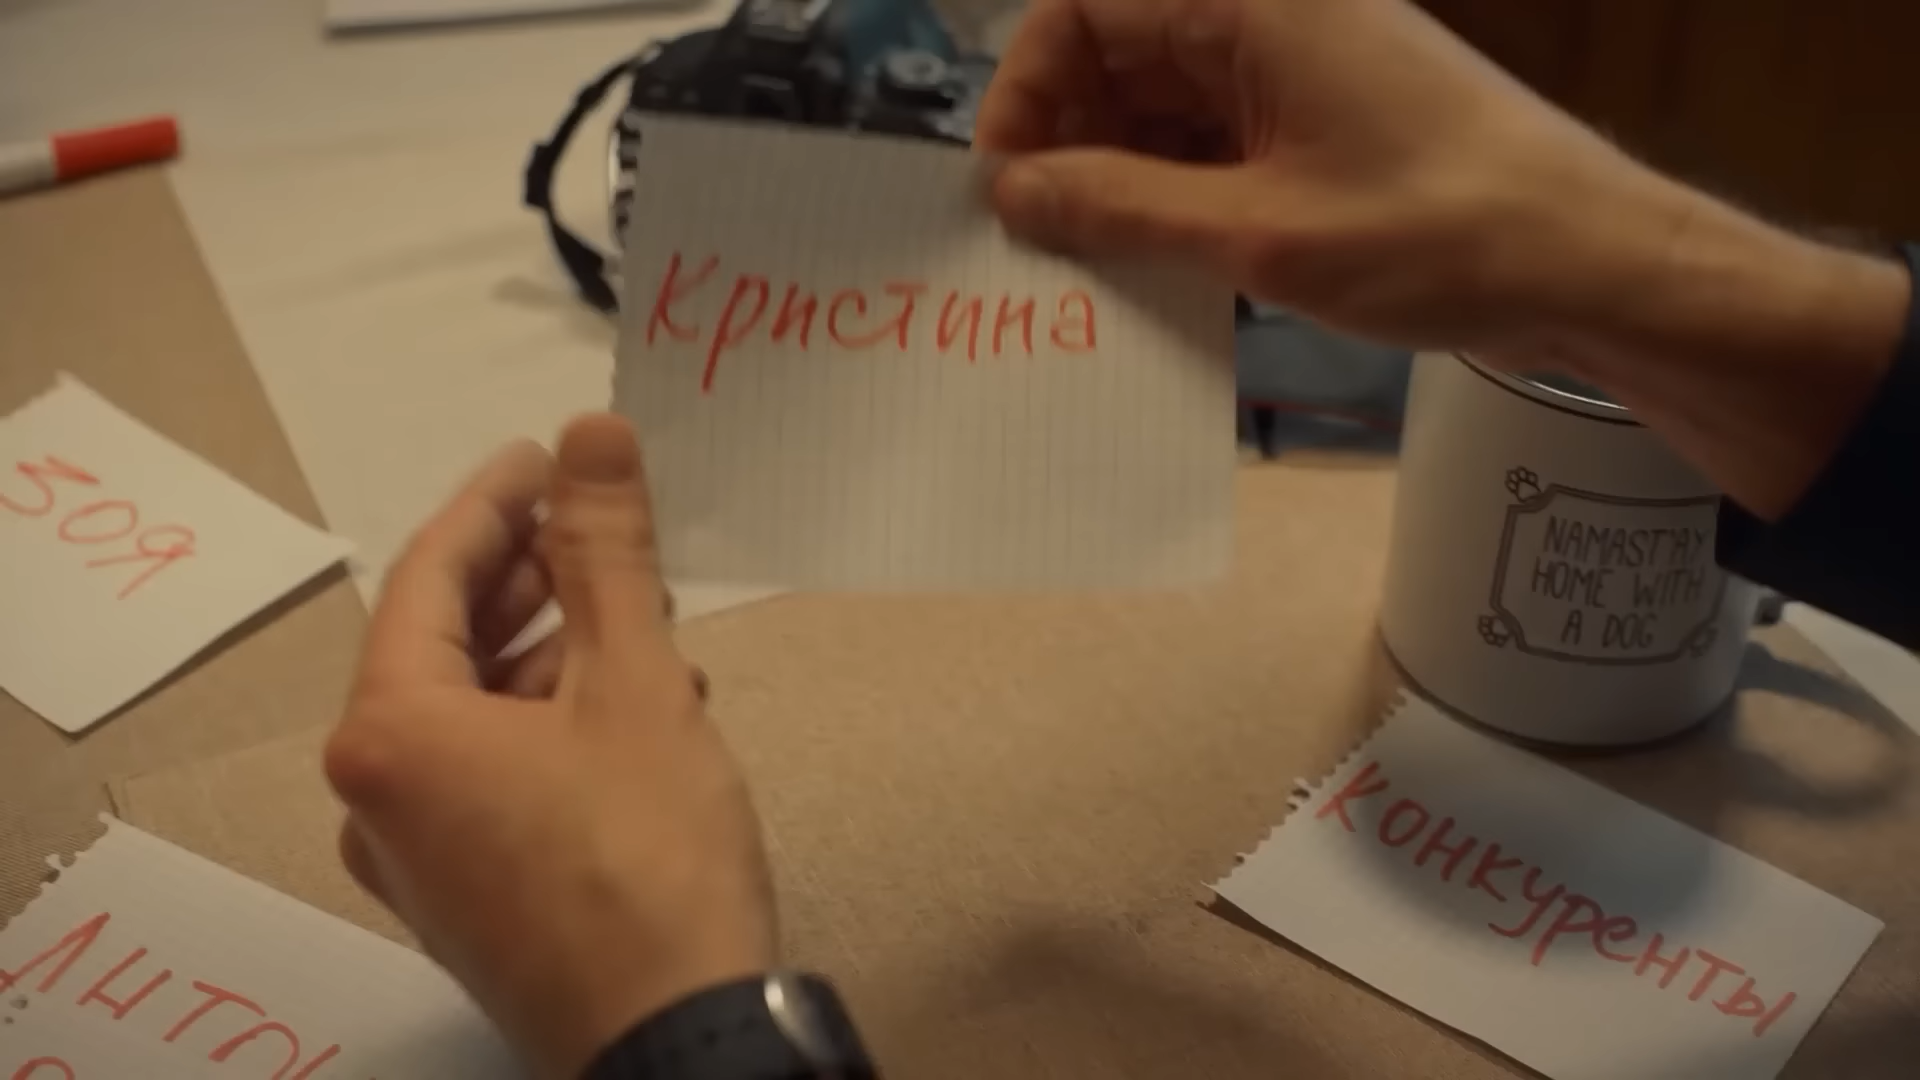 Кристина
зоя
NAMAST'AY
HOME WITH
A DOG
конкуренты